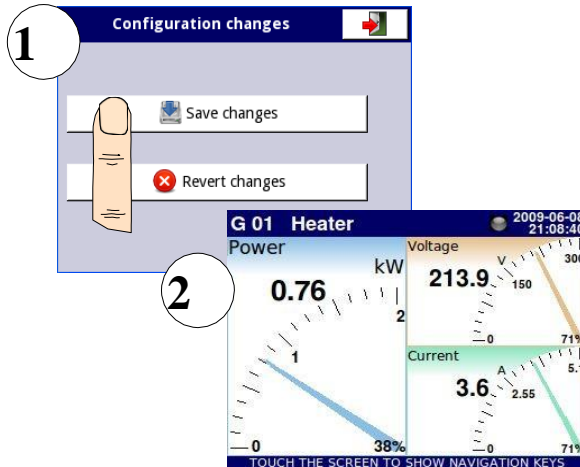 1
Configuration changes
Save changes
Revert changes
2
G 01 Heater
2009-06-08
21:08:40
Power
kW
0.76
2
1
0
38%
Voltage
V
213.9
150
300
0
71%
Current
A
3.6
2.55
5.1
0
71%
TOUCH THE SCREEN TO SHOW NAVIGATION KEYS